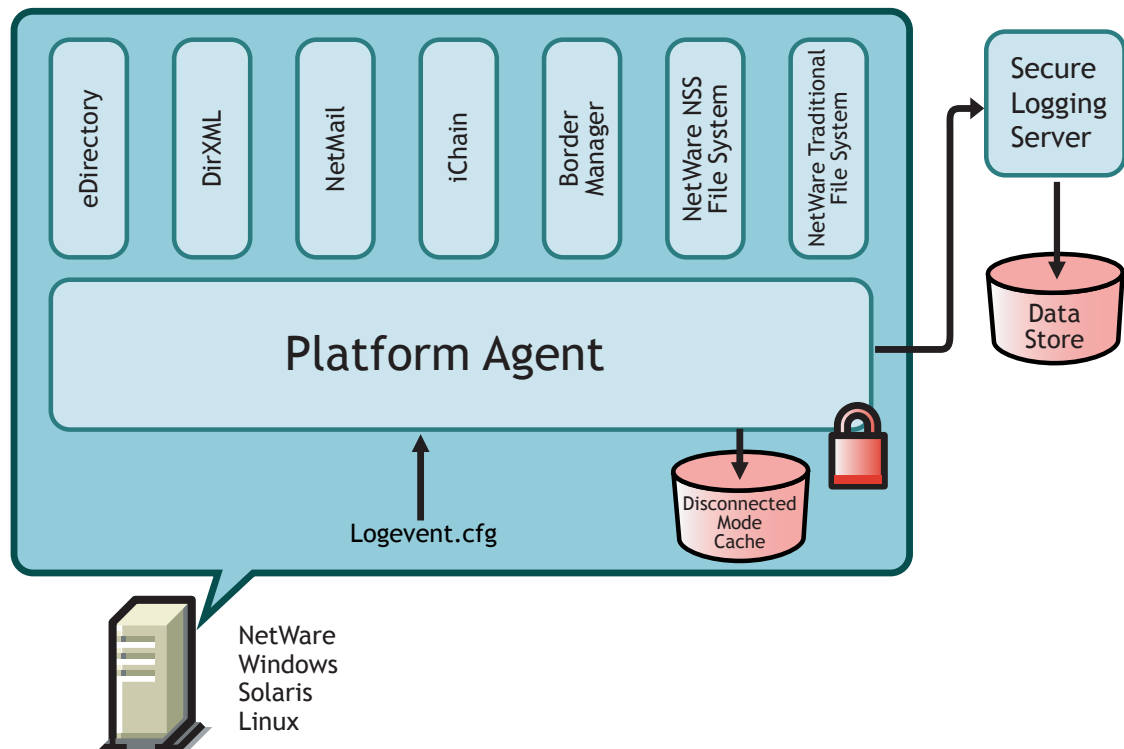 eDirectory
DirXML
NetMail
iChain
Border
Manager
NetWare NSS
File System
NetWare Traditional
File System
Secure
Logging
Server
Platform Agent
Data
Store
Logevent.cfg
Disconnected
Mode
Cache
NetWare
Windows
Solaris
Linux